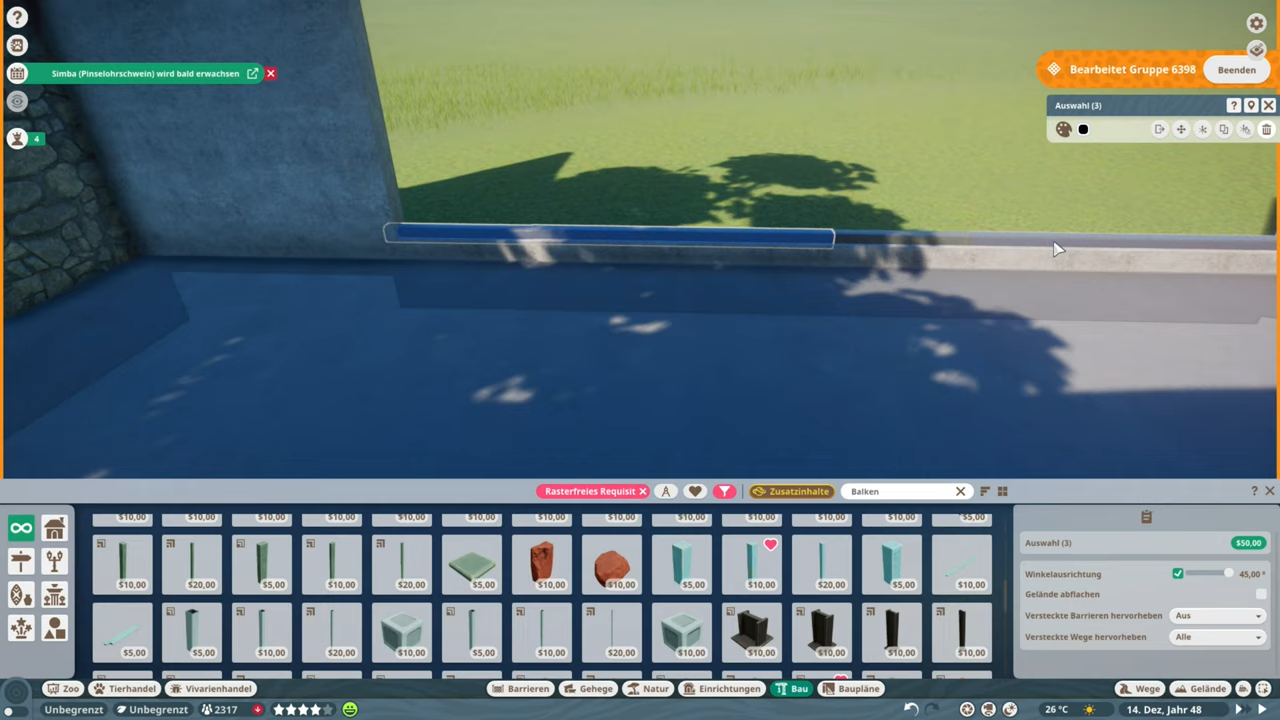 ?
Simba (Pinselohrschwein) wird bald erwachsen
4
Bearbeitet Gruppe 6398
Beenden
Auswahl (3)
?
Rasterfreies Requisit
Zusatzinhalte
Balken
?
$10,00 $10,00 $10,00 $10,00 $10,00 $10,00 $10,00 $10,00 $10,00 $10,00 $10,00 $10,00 $5,00
$10,00 $20,00 $5,00 $10,00 $20,00 $5,00 $10,00 $10,00 $5,00 $10,00 $20,00 $5,00 $10,00
$5,00 $5,00 $10,00 $20,00 $10,00 $5,00 $10,00 $20,00 $10,00 $10,00 $10,00 $10,00 $10,00
Auswahl (3) $50,00
Winkelausrichtung 45,00 °
Gelände abflachen
Versteckte Barrieren hervorheben Aus
Versteckte Wege hervorheben Alle
Zoo Tierhandel Vivarienhandel Barrieren Gehege Natur Einrichtungen Bau Baupläne Wege Gelände
Unbegrenzt Unbegrenzt 2317 26 °C 14. Dez, Jahr 48